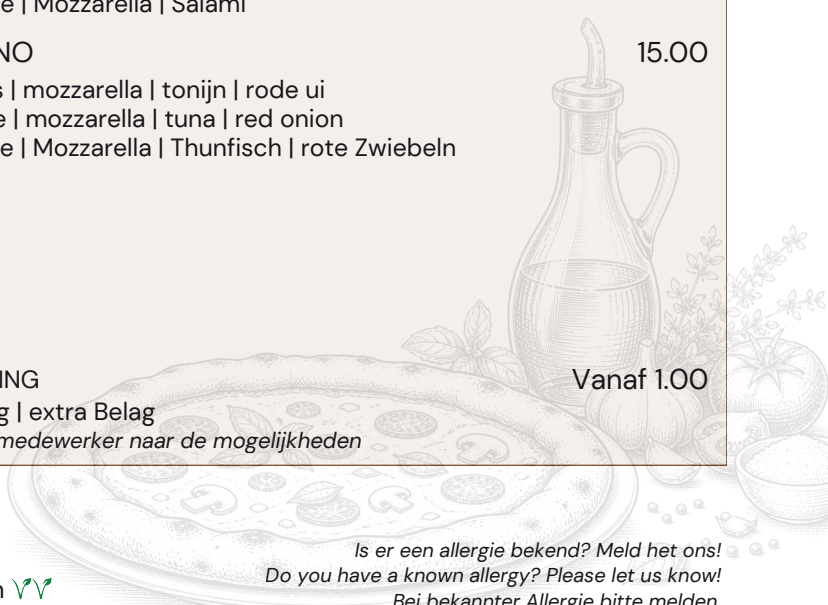 e | Mozzarella | Salami
NO 15.00
s | mozzarella | tonijn | rode ui
e | mozzarella | tuna | red onion
e | Mozzarella | Thunfisch | rote Zwiebeln
ING Vanaf 1.00
g | extra Belag
medewerker naar de mogelijkheden
Is er een allergie bekend? Meld het ons!
Do you have a known allergy? Please let us know!
n
Bei bekannter Allergie bitte melden.